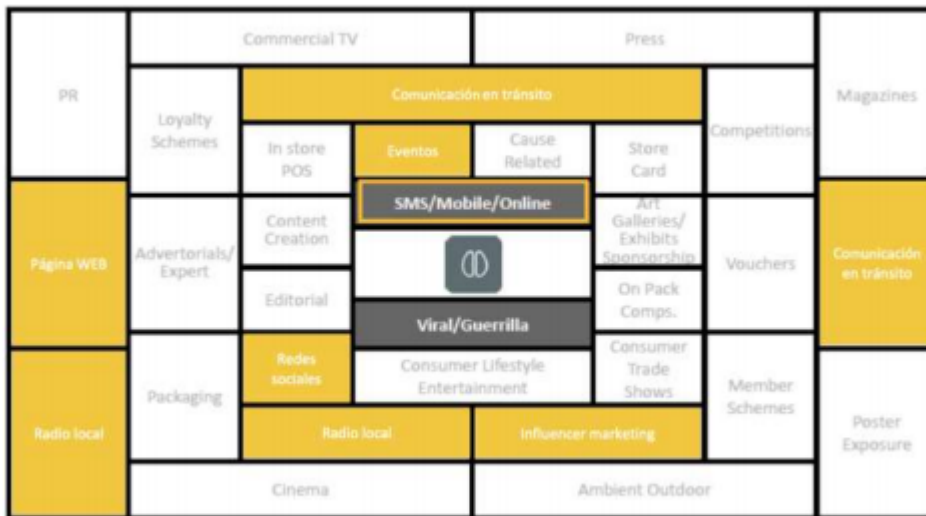 Commercial TV
Press
PR
Loyalty
Schemes
Comunicación en tránsito
Competitions
Magazines
In store
POS
Eventos
Cause
Related
Store
Card
SMS/Mobile/Online
Página WEB
Advertorials/
Expert
Content
Creation
Art
Galleries/
Exhibits
Sponsorship
Vouchers
Comunicación
en tránsito
Editorial
On Pack
Comps.
Viral/Guerrilla
Radio local
Packaging
Redes
sociales
Consumer Lifestyle
Entertainment
Consumer
Trade
Shows
Member
Schemes
Poster
Exposure
Radio local
Influencer marketing
Cinema
Ambient Outdoor